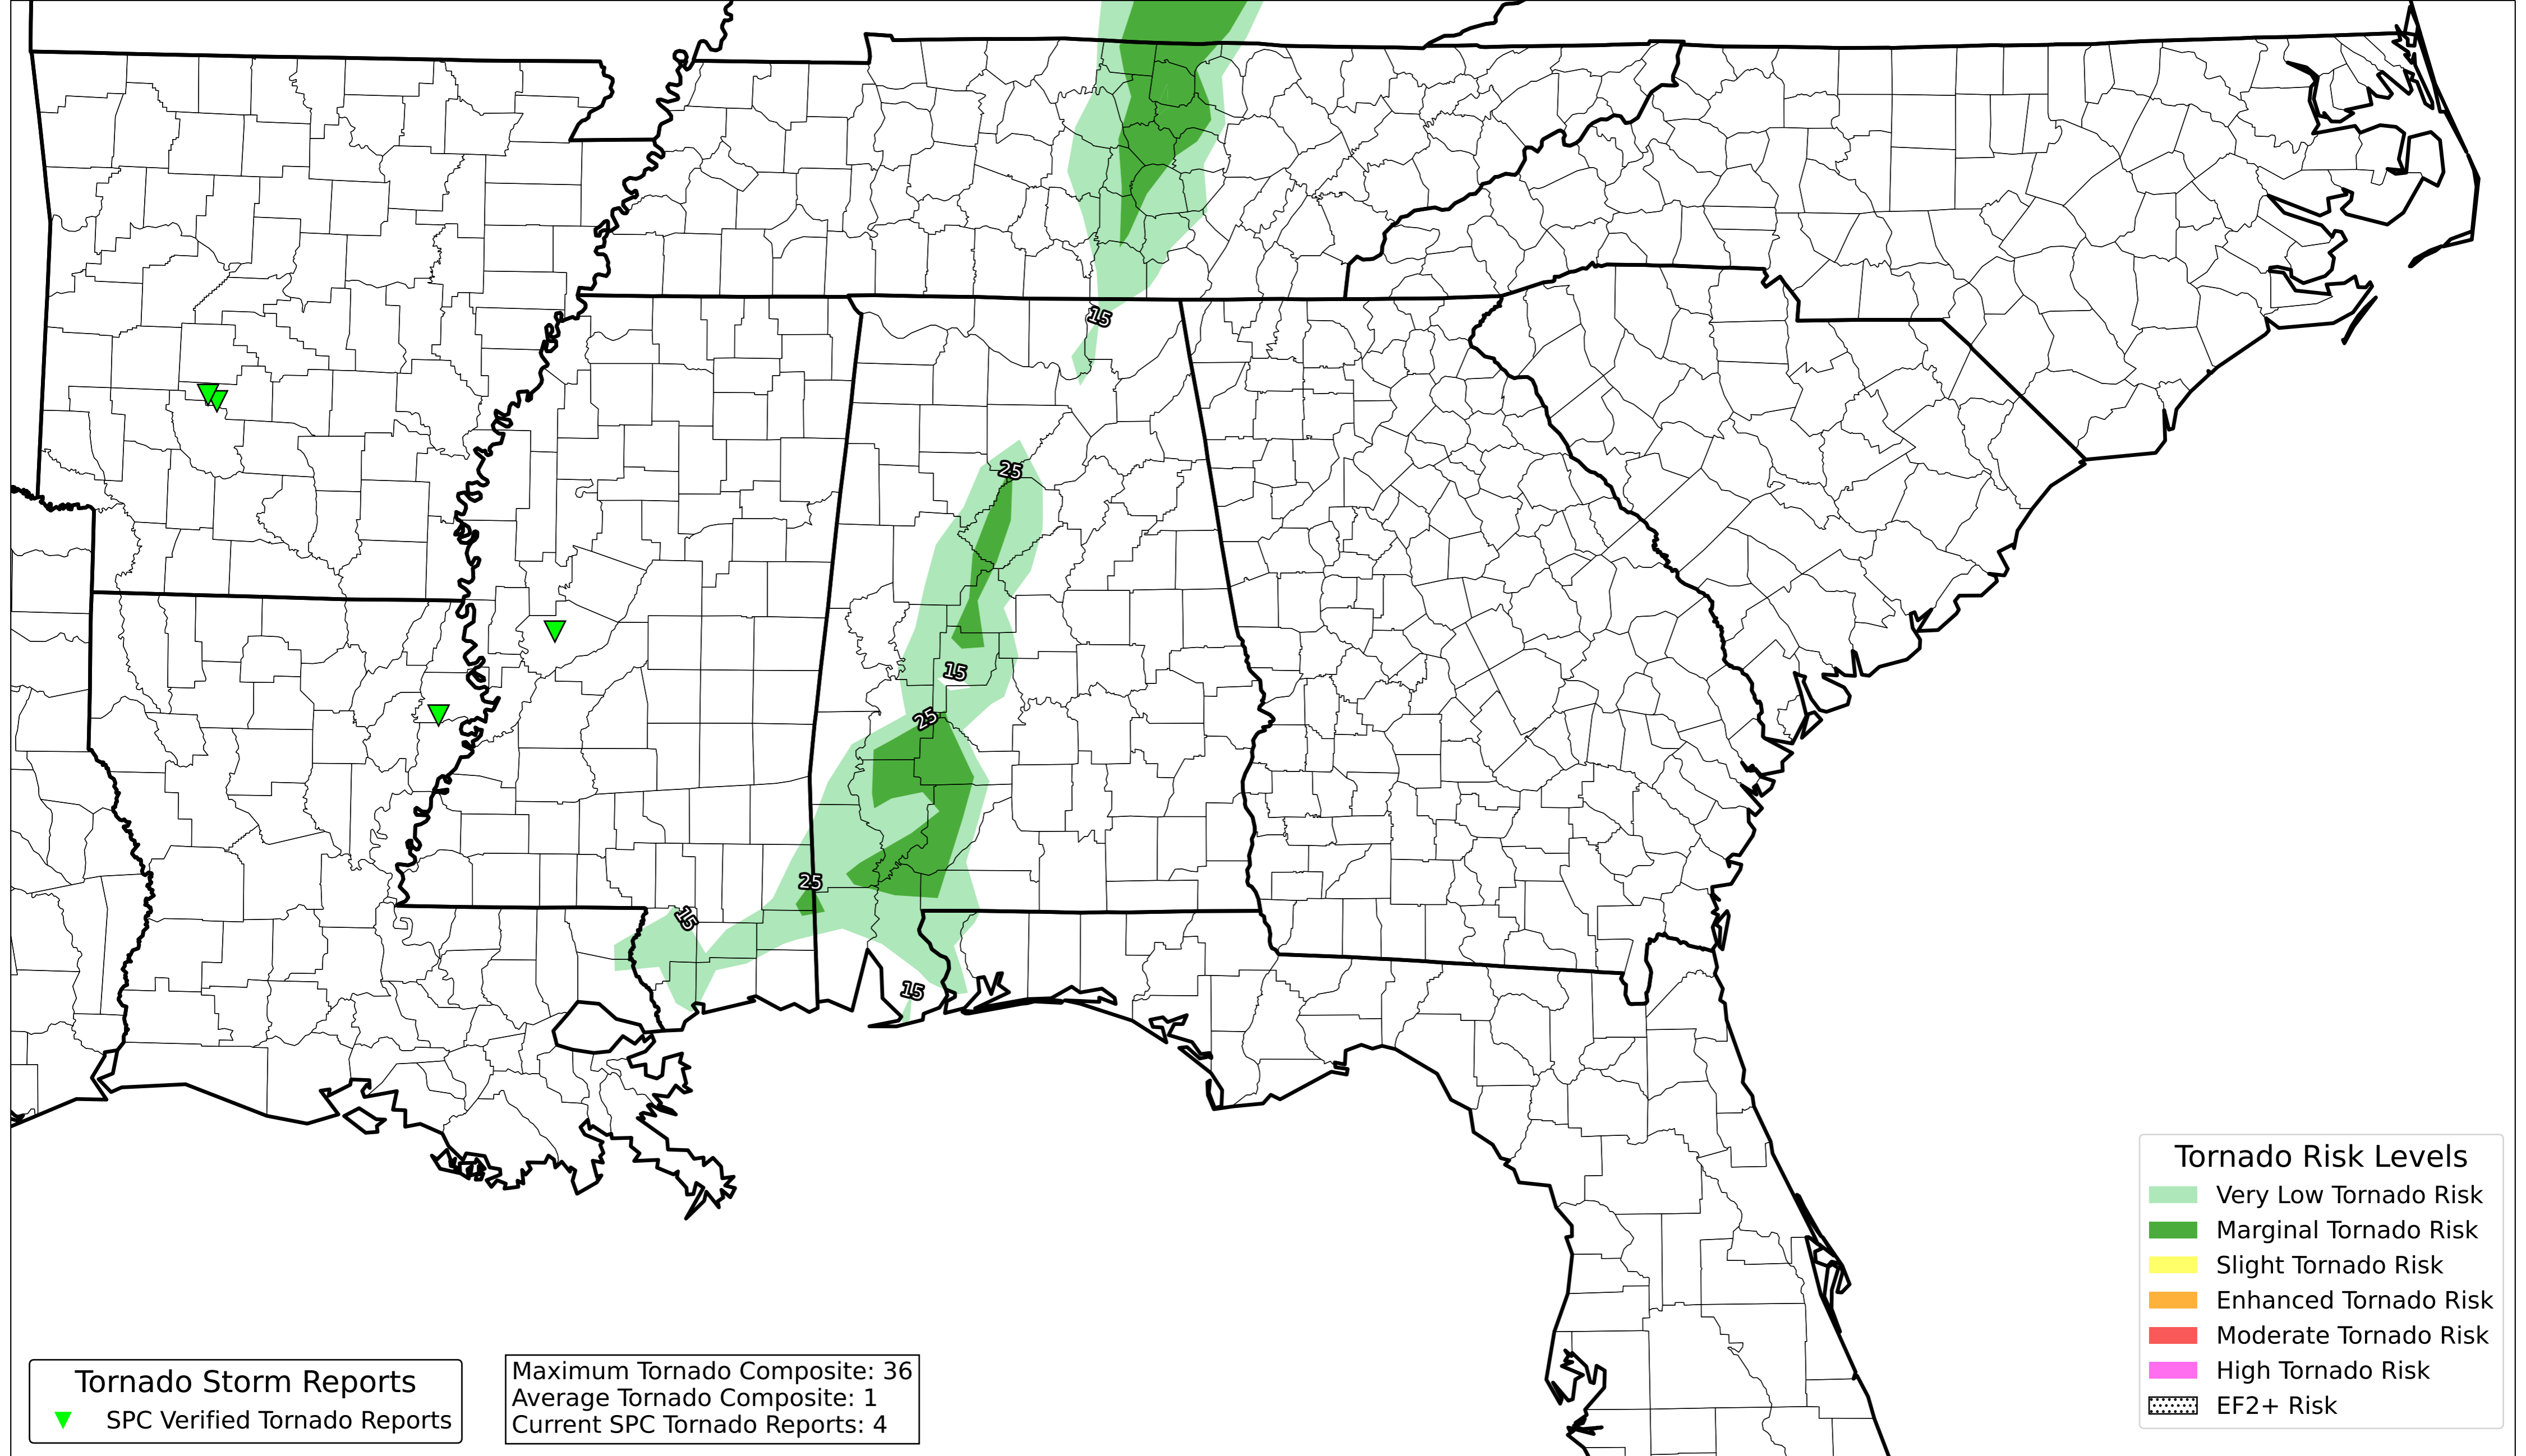 15
25
15
25
25
15
15
Tornado Risk Levels
Very Low Tornado Risk
Marginal Tornado Risk
Slight Tornado Risk
Enhanced Tornado Risk
Moderate Tornado Risk
High Tornado Risk
EF2+ Risk
Tornado Storm Reports
SPC Verified Tornado Reports
Maximum Tornado Composite: 36
Average Tornado Composite: 1
Current SPC Tornado Reports: 4